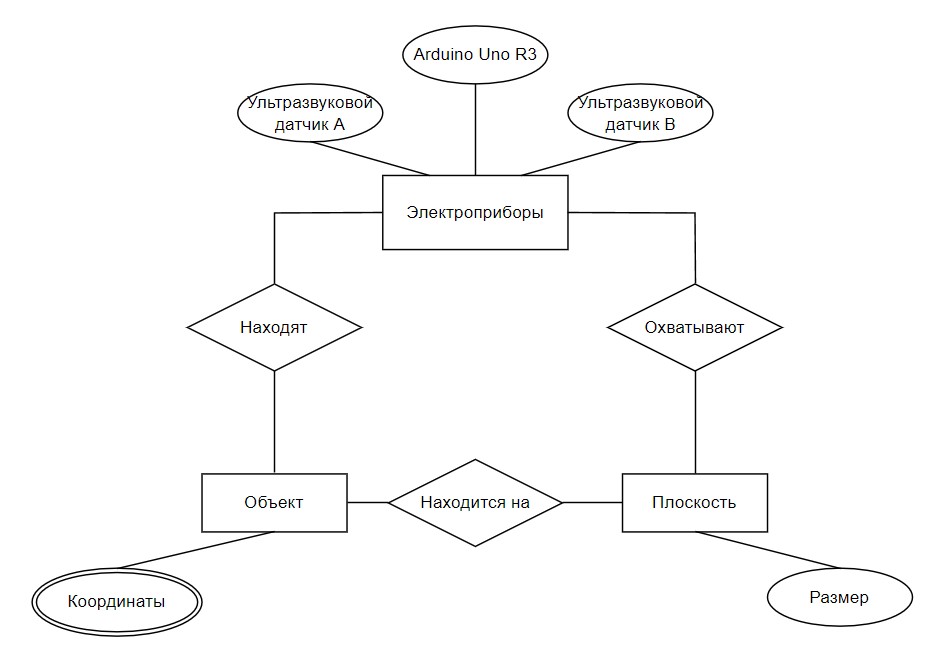 Arduino Uno R3
Ультразвуковой
датчик А
Ультразвуковой
датчик В
Электроприборы
Находят
Охватывают
Объект
Находится на
Плоскость
Координаты
Размер